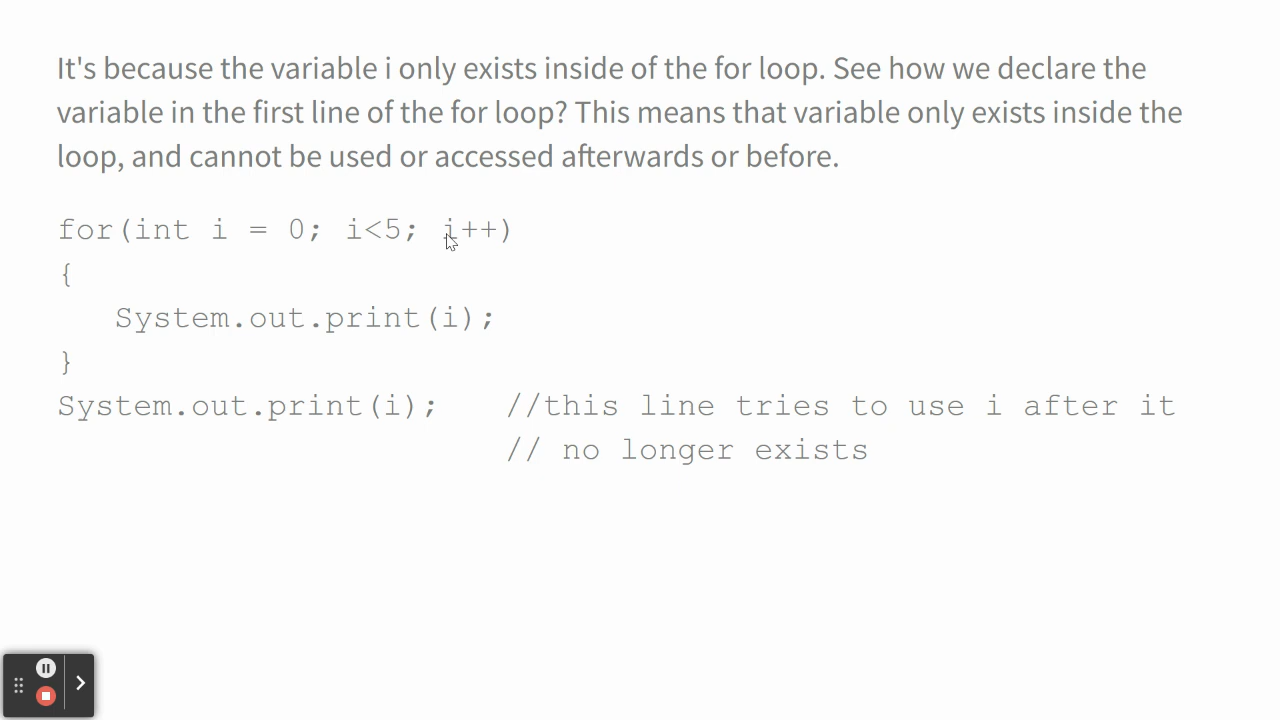 It's because the variable i only exists inside of the for loop. See how we declare the
variable in the first line of the for loop? This means that variable only exists inside the
loop, and cannot be used or accessed afterwards or before.
for(int i = 0; i<5; i++)
{
   System.out.print(i);
}
System.out.print(i);    //this line tries to use i after it
// no longer exists